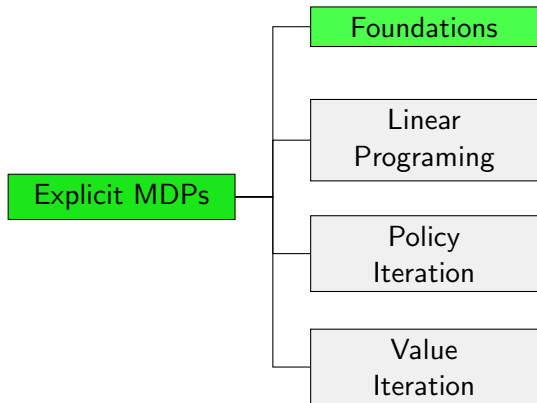 Foundations
Linear
Programing
Explicit MDPs
Policy
Iteration
Value
Iteration